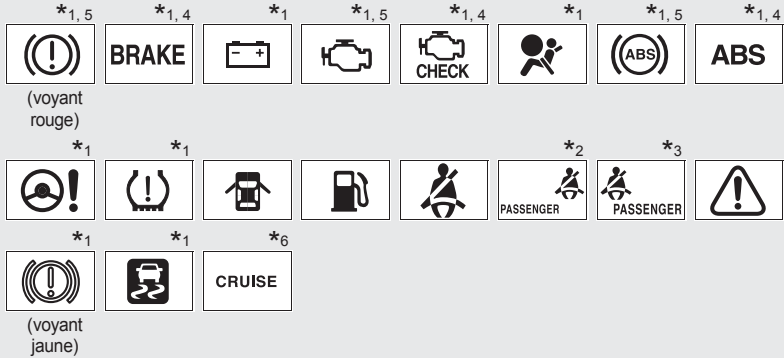 *1, 5 *1, 4 *1 *1, 5 *1, 4 *1 *1, 5 *1, 4
BRAKE CHECK ABS ABS
(voyant
rouge)
*1 *1 *2 *3
PASSENGER PASSENGER
*1 *1 *6
CRUISE
(voyant
jaune)